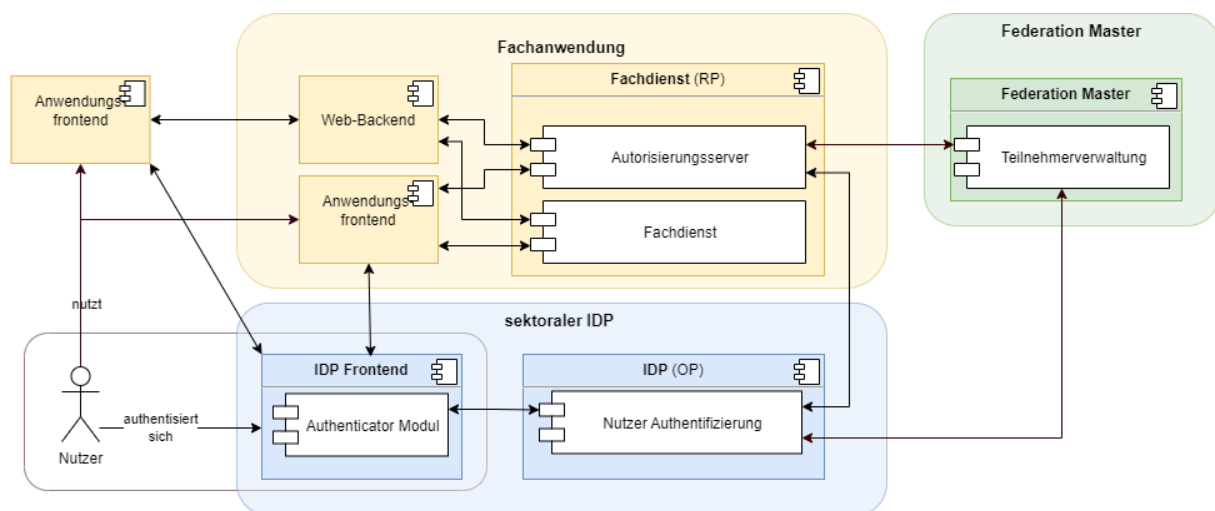 Federation Master
Fachanwendung
Fachdienst (RP)
Federation Master
Anwendungs-
frontend
Web-Backend
Autorisierungsserver
Teilnehmerverwaltung
Anwendungs-
frontend
Fachdienst
nutzt
sektoraler IDP
IDP Frontend
IDP (OP)
authentisiert
sich
Authenticator Modul
Nutzer Authentifizierung
Nutzer